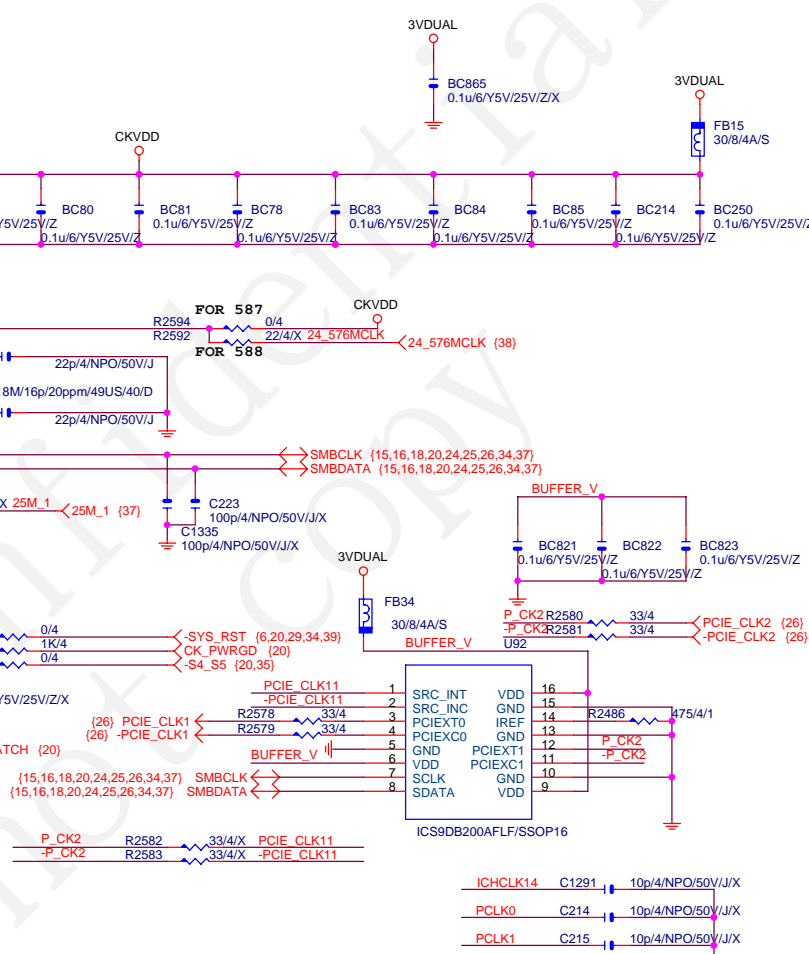 3VDUAL
BC865
0.1u/6/Y5V/25V/Z/X
3VDUAL
FB15
30/8/4A/S
CKVDD
BC80 BC81 BC78 BC83 BC84 BC85 BC214 BC250
Y5V/25V/Z 0.1u/6/Y5V/25V/Z 0.1u/6/Y5V/25V/Z 0.1u/6/Y5V/25V/Z 0.1u/6/Y5V/25V/Z
0.1u/6/Y5V/25V/Z 0.1u/6/Y5V/25V/Z 0.1u/6/Y5V/25V/Z 0.1u/6/Y5V/25V/Z
FOR 587 CKVDD
R2594 0/4
R2592 22/4/X 24_576MCLK 24_576MCLK {38}
FOR 588
22p/4/NPO/50V/J
8M/16p/20ppm/49US/40/D
22p/4/NPO/50V/J
SMBCLK {15,16,18,20,24,25,26,34,37}
SMBDATA {15,16,18,20,24,25,26,34,37}
BUFFER_V
X 25M_1 25M_1 {37}
C223
100p/4/NPO/50V/J/X
C1335
100p/4/NPO/50V/J/X
BC821 BC822 BC823
0.1u/6/Y5V/25V/Z 0.1u/6/Y5V/25V/Z
0.1u/6/Y5V/25V/Z
3VDUAL
FB34
30/8/4A/S
P_CK2 R2580 33/4 PCIE_CLK2 {26}
-P_CK2 R2581 33/4 -PCIE_CLK2 {26}
0/4 -SYS_RST {6,20,29,34,39}
1K/4 CK_PWRGD {20}
0/4 -S4_S5 {20,35}
BUFFER_V U92
PCIE_CLK11 1 SRC_INT VDD 16
-PCIE_CLK11 2 SRC_INC GND 15
Y5V/25V/Z/X
{26} PCIE_CLK1 R2578 33/4 3 PCIEXT0 IREF 14 R2486 475/4/1
{26} -PCIE_CLK1 R2579 33/4 4 PCIEXC0 GND 13
5 GND PCIEXT1 12 P_CK2
ATCH {20}
BUFFER_V 6 VDD PCIEXC1 11 -P_CK2
{15,16,18,20,24,25,26,34,37} SMBCLK 7 SCLK GND 10
{15,16,18,20,24,25,26,34,37} SMBDATA 8 SDATA VDD 9
ICS9DB200AFLF/SSOP16
P_CK2 R2582 33/4/X PCIE_CLK11
-P_CK2 R2583 33/4/X -PCIE_CLK11
ICHCLK14 C1291 10p/4/NPO/50V/J/X
PCLK0 C214 10p/4/NPO/50V/J/X
PCLK1 C215 10p/4/NPO/50V/J/X